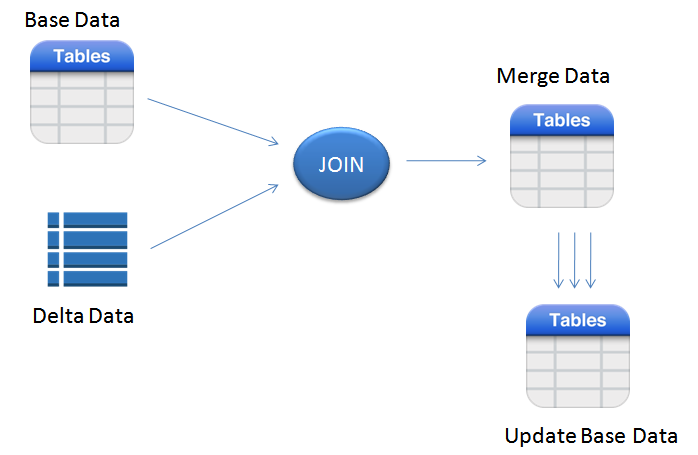 Base Data
Tables
Delta Data
JOIN
Merge Data
Tables
Tables
Update Base Data